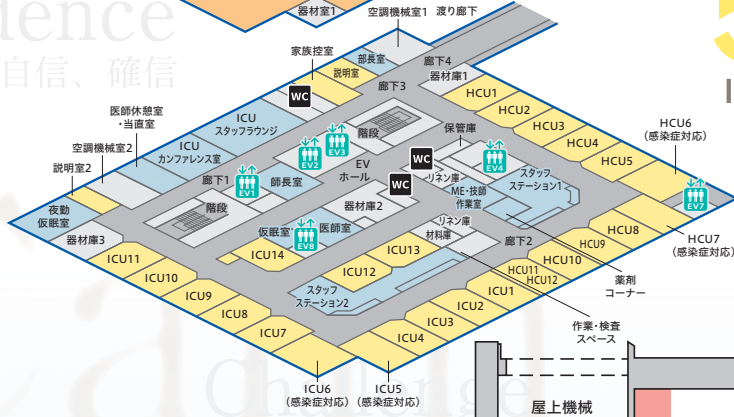 dence
自信、確信
器材室1
空調機械室1
渡り廊下
家族控室
部長室
説明室
廊下4
器材庫1
廊下3
WC
HCU1
HCU2
HCU3
HCU4
HCU5
HCU6
(感染症対応)
医師休憩室
・当直室
ICU
スタッフラウンジ
階段
保管庫
空調機械室2
ICU
カンファレンス室
EV2
EV3
EV
ホール
WC
EV4
スタッフ
ステーション1
説明室2
廊下1
EV1
師長室
WC
リネン庫
ME・技師
作業室
EV7
夜勤
仮眠室
階段
器材庫2
リネン庫
材料庫
HCU8
HCU7
(感染症対応)
器材庫3
仮眠室
EV8
医師室
廊下2
HCU9
ICU11
ICU14
ICU13
HCU10
ICU10
ICU12
HCU11
HCU12
薬剤
コーナー
ICU9
スタッフ
ステーション2
ICU1
ICU8
ICU2
作業・検査
スペース
ICU7
ICU3
ICU4
ICU6
(感染症対応)
ICU5
(感染症対応)
Challenge
屋上機械